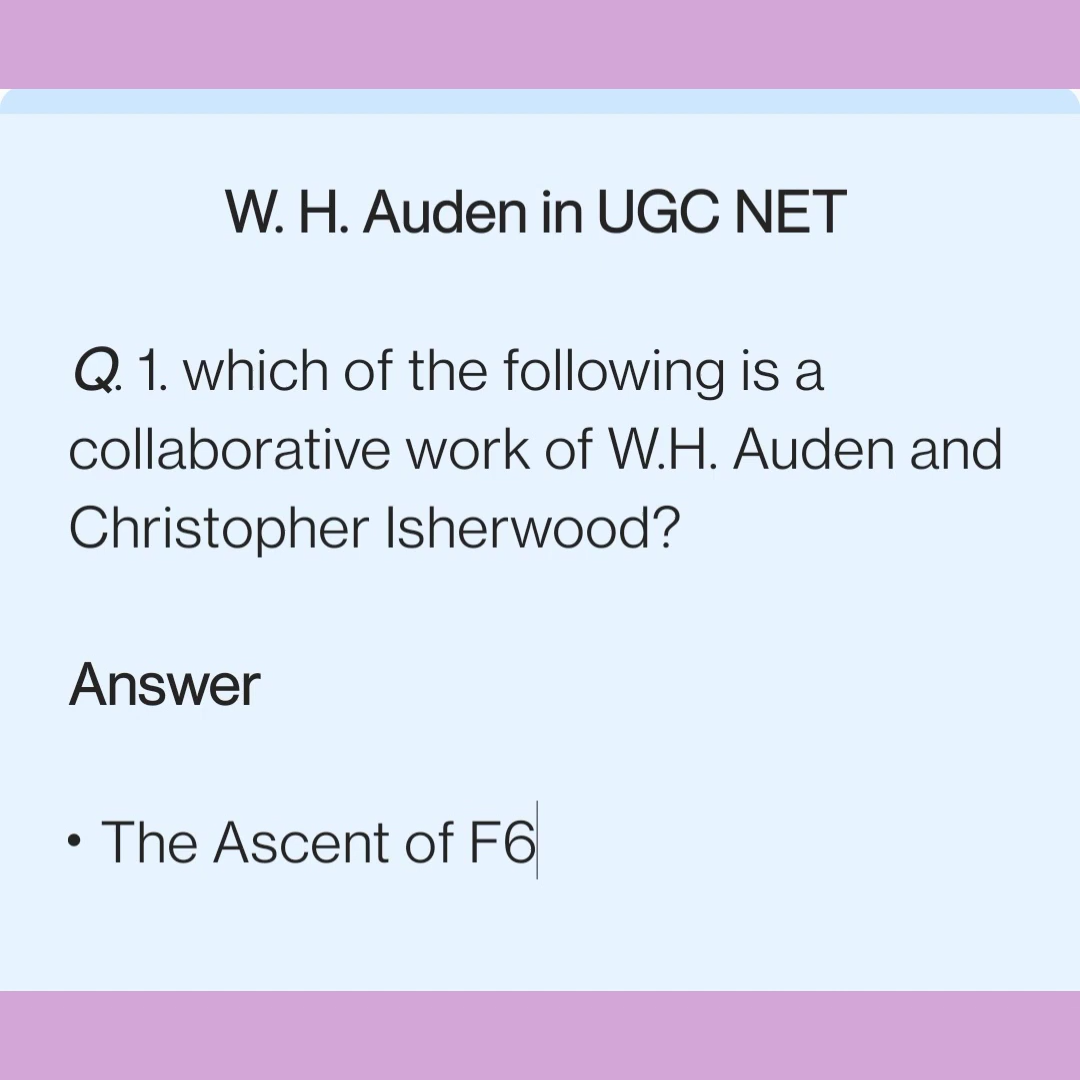 W. H. Auden in UGC NET
Q. 1. which of the following is a
collaborative work of W.H. Auden and
Christopher Isherwood?
Answer
• The Ascent of F6